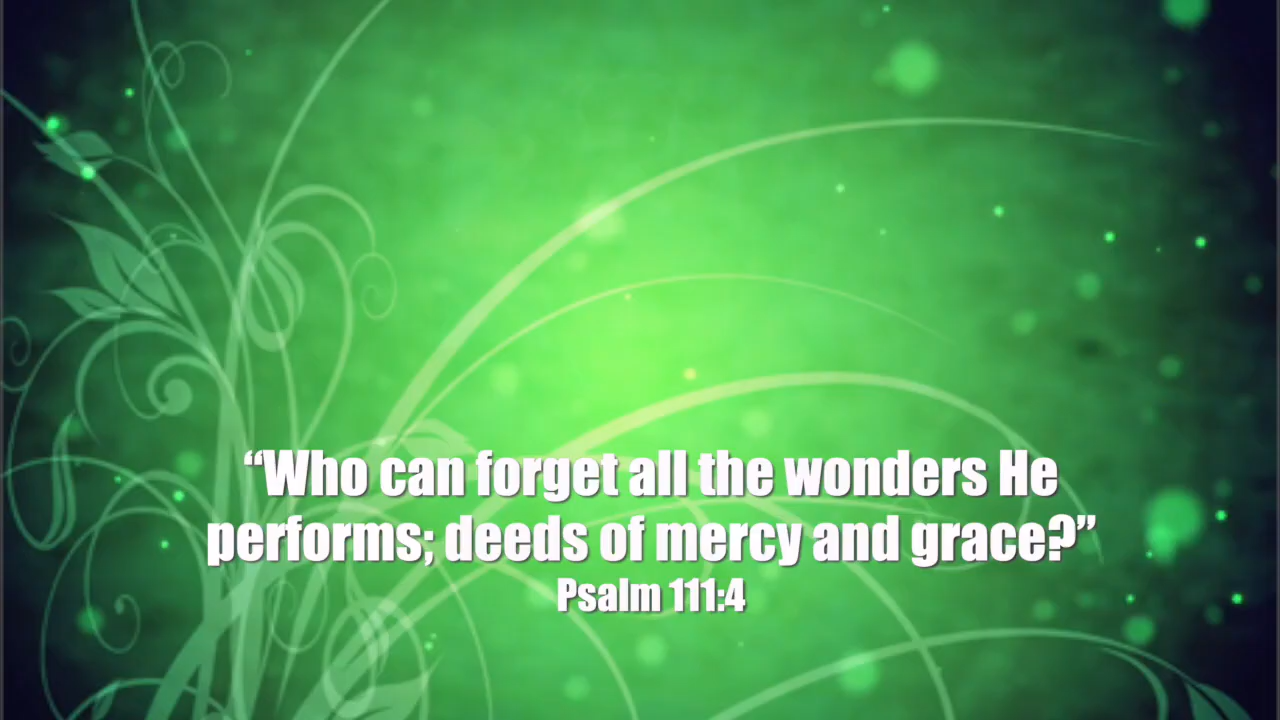 “Who can forget all the wonders He
performs; deeds of mercy and grace?”
Psalm 111:4